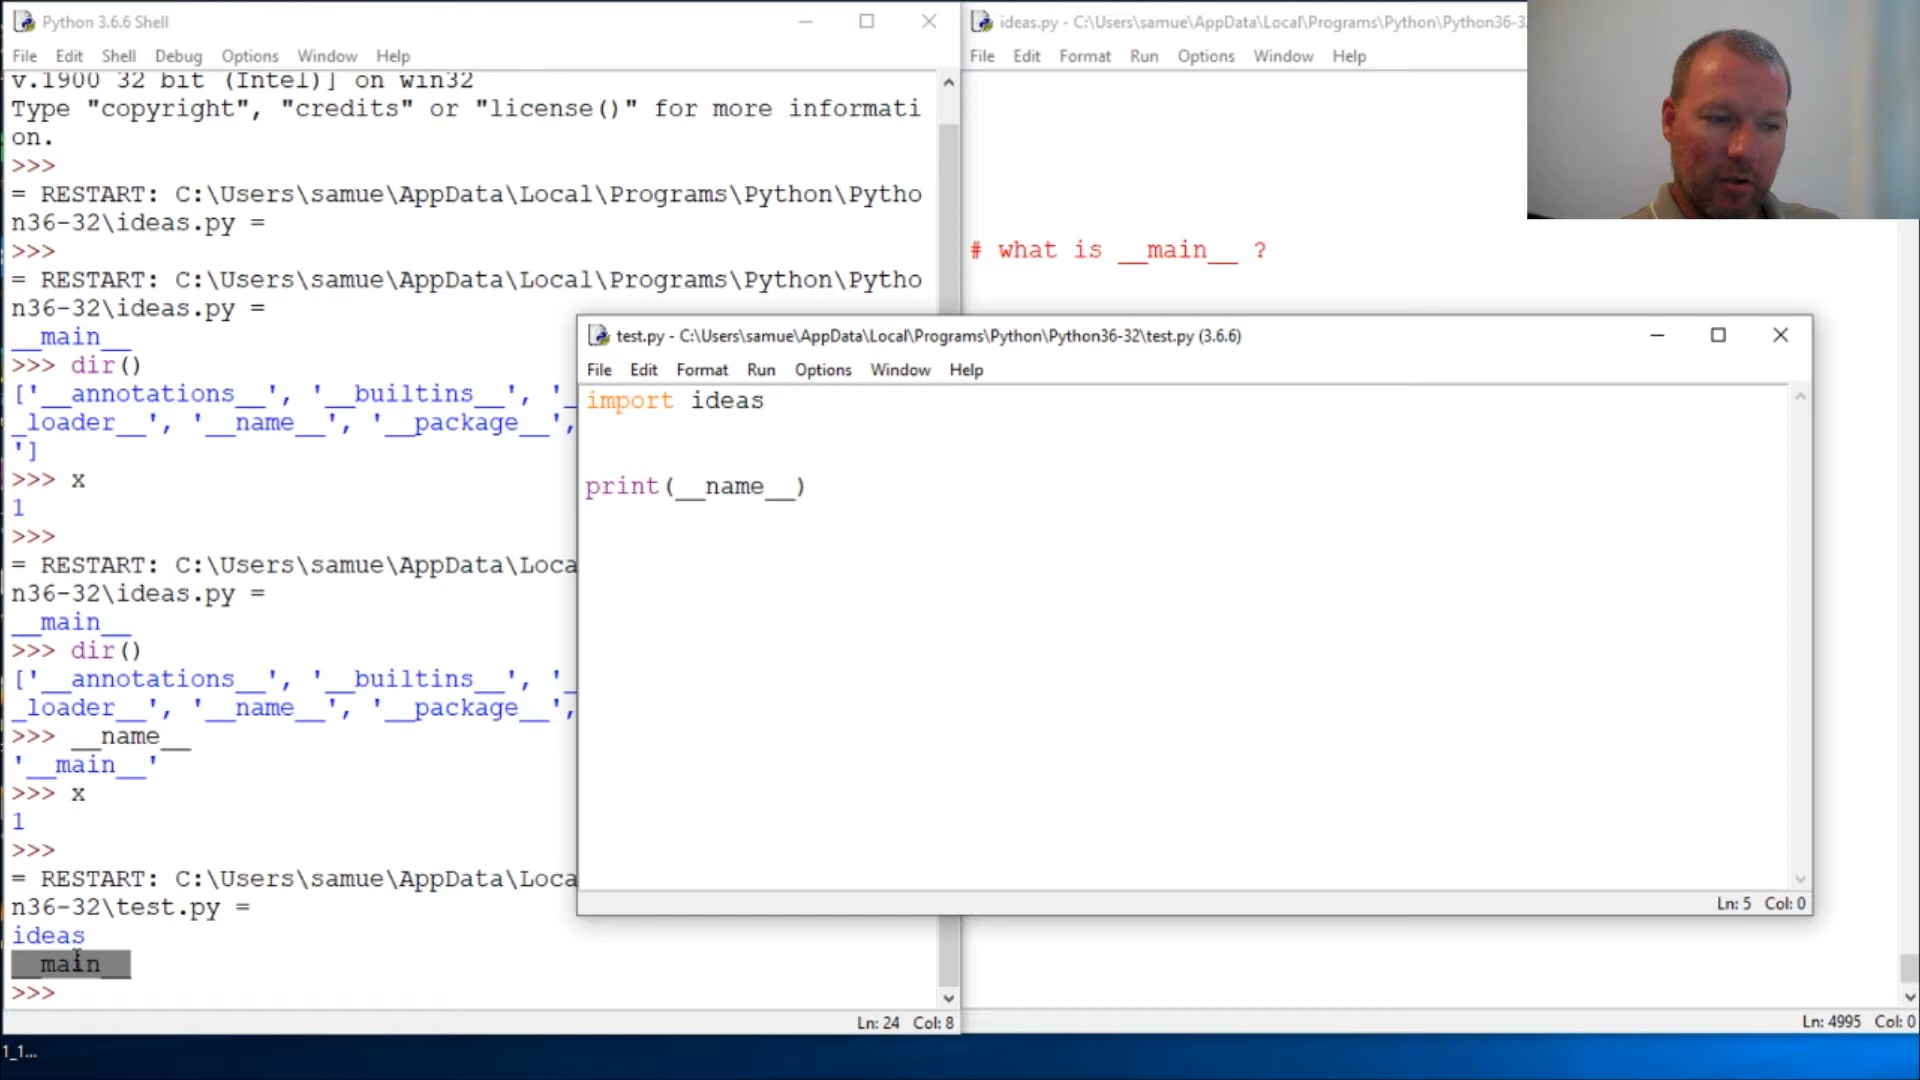 Python 3.6.6 Shell
File Edit Shell Debug Options Window Help
v.1900 32 bit (Intel)] on win32
Type "copyright", "credits" or "license()" for more informati
on.
>>>
= RESTART: C:\Users\samue\AppData\Local\Programs\Python\Pytho
n36-32\ideas.py =
>>>
= RESTART: C:\Users\samue\AppData\Local\Programs\Python\Pytho
n36-32\ideas.py =
__main__
>>> dir()
['__annotations__', '__builtins__', '_
_loader__', '__name__', '__package__',
']
>>> x
1
>>>
= RESTART: C:\Users\samue\AppData\Loca
n36-32\ideas.py =
__main__
>>> dir()
['__annotations__', '__builtins__', '_
_loader__', '__name__', '__package__',
>>> __name__
'__main__'
>>> x
1
>>>
= RESTART: C:\Users\samue\AppData\Loca
n36-32\test.py =
ideas
__main__
>>>
Ln: 24 Col: 8
ideas.py - C:\Users\samue\AppData\Local\Programs\Python\Python36-3
File Edit Format Run Options Window Help
# what is __main__ ?
Ln: 4995 Col: 0
test.py - C:\Users\samue\AppData\Local\Programs\Python\Python36-32\test.py (3.6.6)
File Edit Format Run Options Window Help
import ideas
print(__name__)
Ln: 5 Col: 0
1_1...